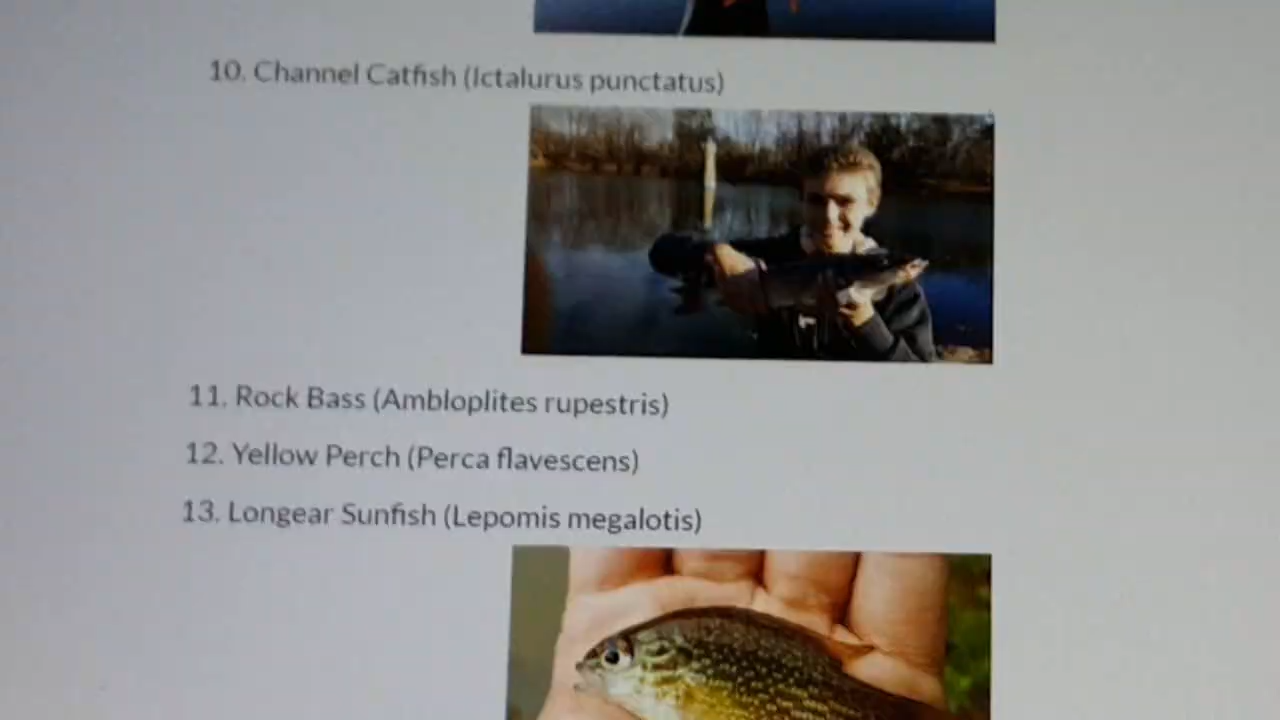 10. Channel Catfish (Ictalurus punctatus)
11. Rock Bass (Ambloplites rupestris)
12. Yellow Perch (Perca flavescens)
13. Longear Sunfish (Lepomis megalotis)